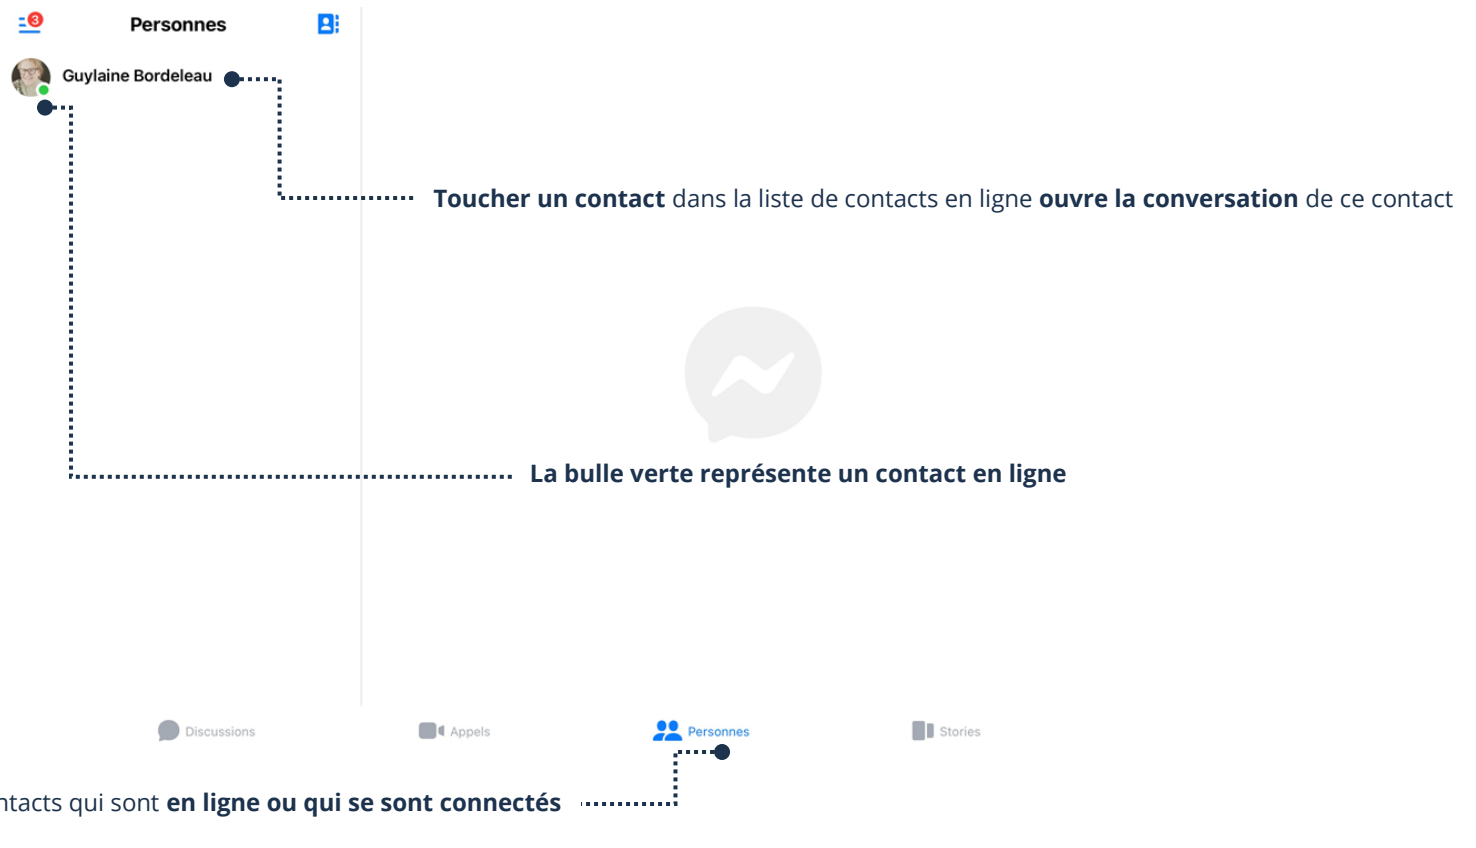 3
Personnes
Guylaine Bordeleau
Toucher un contact dans la liste de contacts en ligne ouvre la conversation de ce contact
La bulle verte représente un contact en ligne
Discussions
Appels
Personnes
Stories
qui sont en ligne ou qui se sont connectés